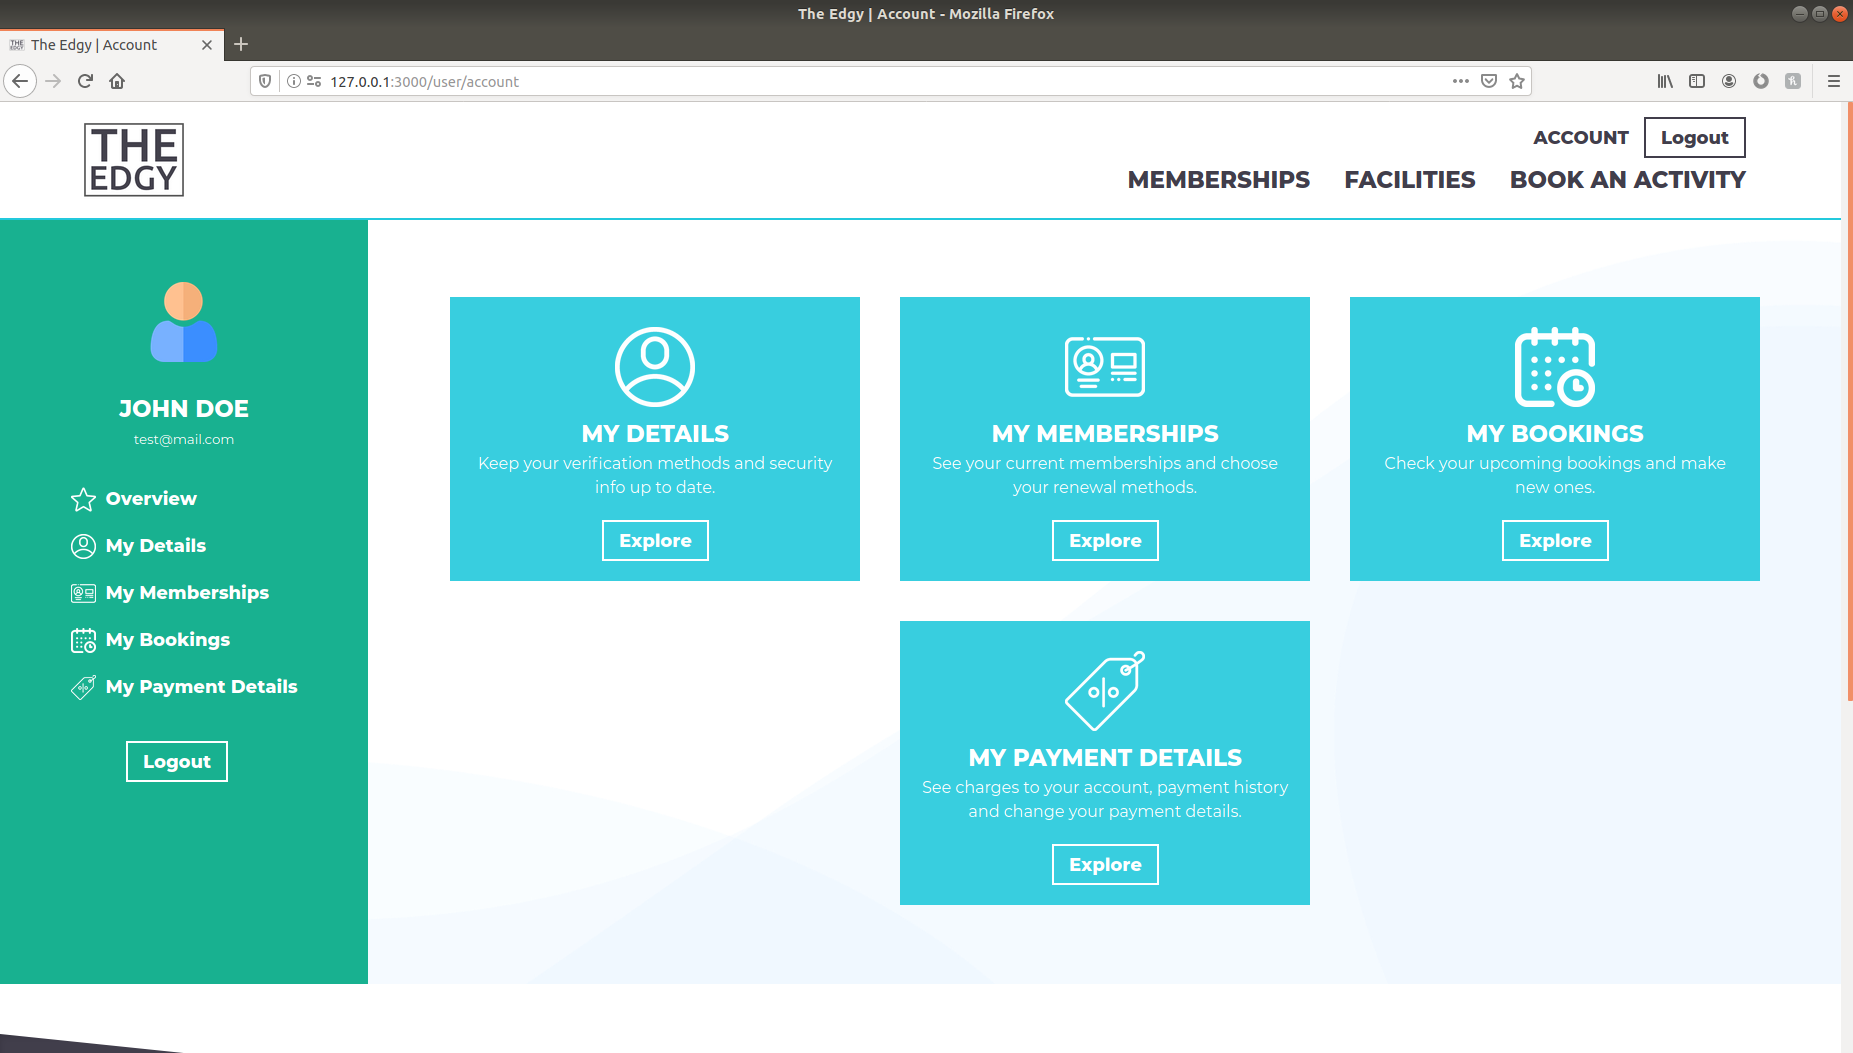 The Edgy | Account - Mozilla Firefox
THE EDGY The Edgy | Account
127.0.0.1:3000/user/account
THE
EDGY
ACCOUNT Logout
MEMBERSHIPS FACILITIES BOOK AN ACTIVITY
JOHN DOE
test@mail.com
Overview
My Details
My Memberships
My Bookings
My Payment Details
Logout
MY DETAILS
Keep your verification methods and security
info up to date.
Explore
MY MEMBERSHIPS
See your current memberships and choose
your renewal methods.
Explore
MY BOOKINGS
Check your upcoming bookings and make
new ones.
Explore
MY PAYMENT DETAILS
See charges to your account, payment history
and change your payment details.
Explore